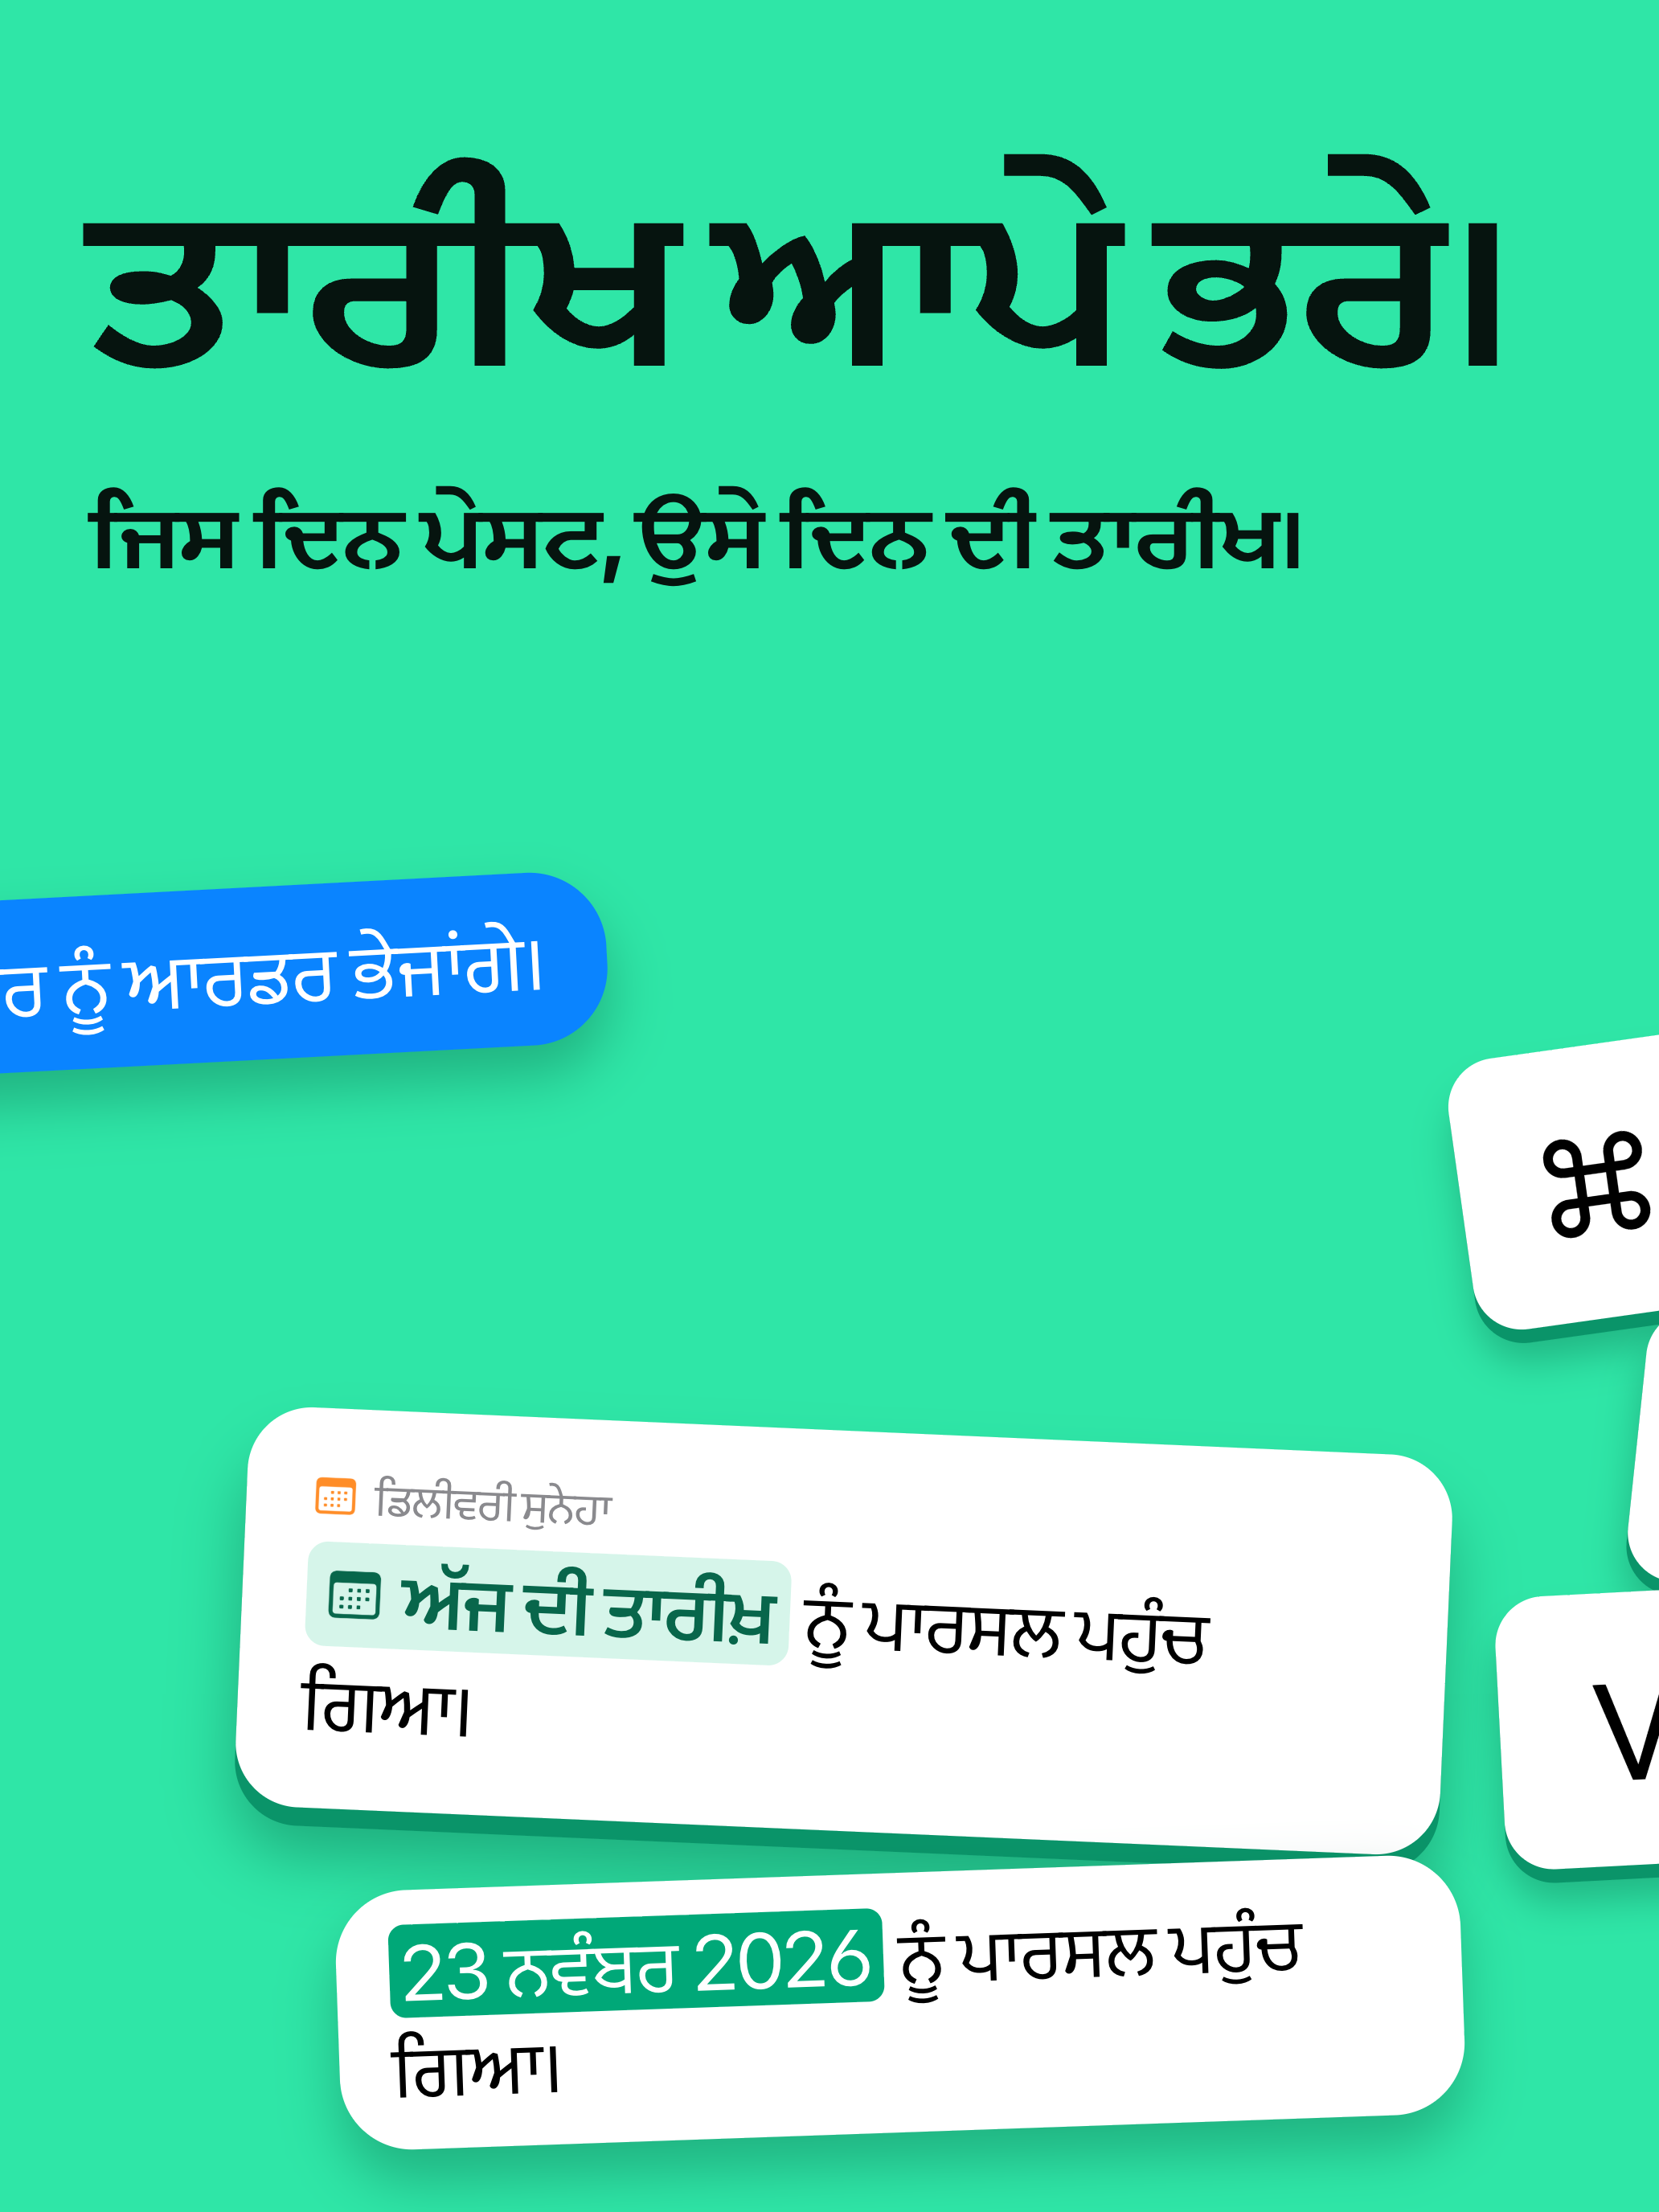 ਤਾਰੀਖ ਆਪੇ ਭਰੇ।
ਜਿਸ ਦਿਨ ਪੇਸਟ, ਉਸੇ ਦਿਨ ਦੀ ਤਾਰੀਖ।
ਨੂੰ ਆਰਡਰ ਭੇਜਾਂਗੇ।
⌘
ਡਿਲੀਵਰੀ ਸੁਨੇਹਾ
ਅੱਜ ਦੀ ਤਾਰੀਖ਼ ਨੂੰ ਪਾਰਸਲ ਪਹੁੰਚ
ਗਿਆ।
V
23 ਨਵੰਬਰ 2026 ਨੂੰ ਪਾਰਸਲ ਪਹੁੰਚ
ਗਿਆ।